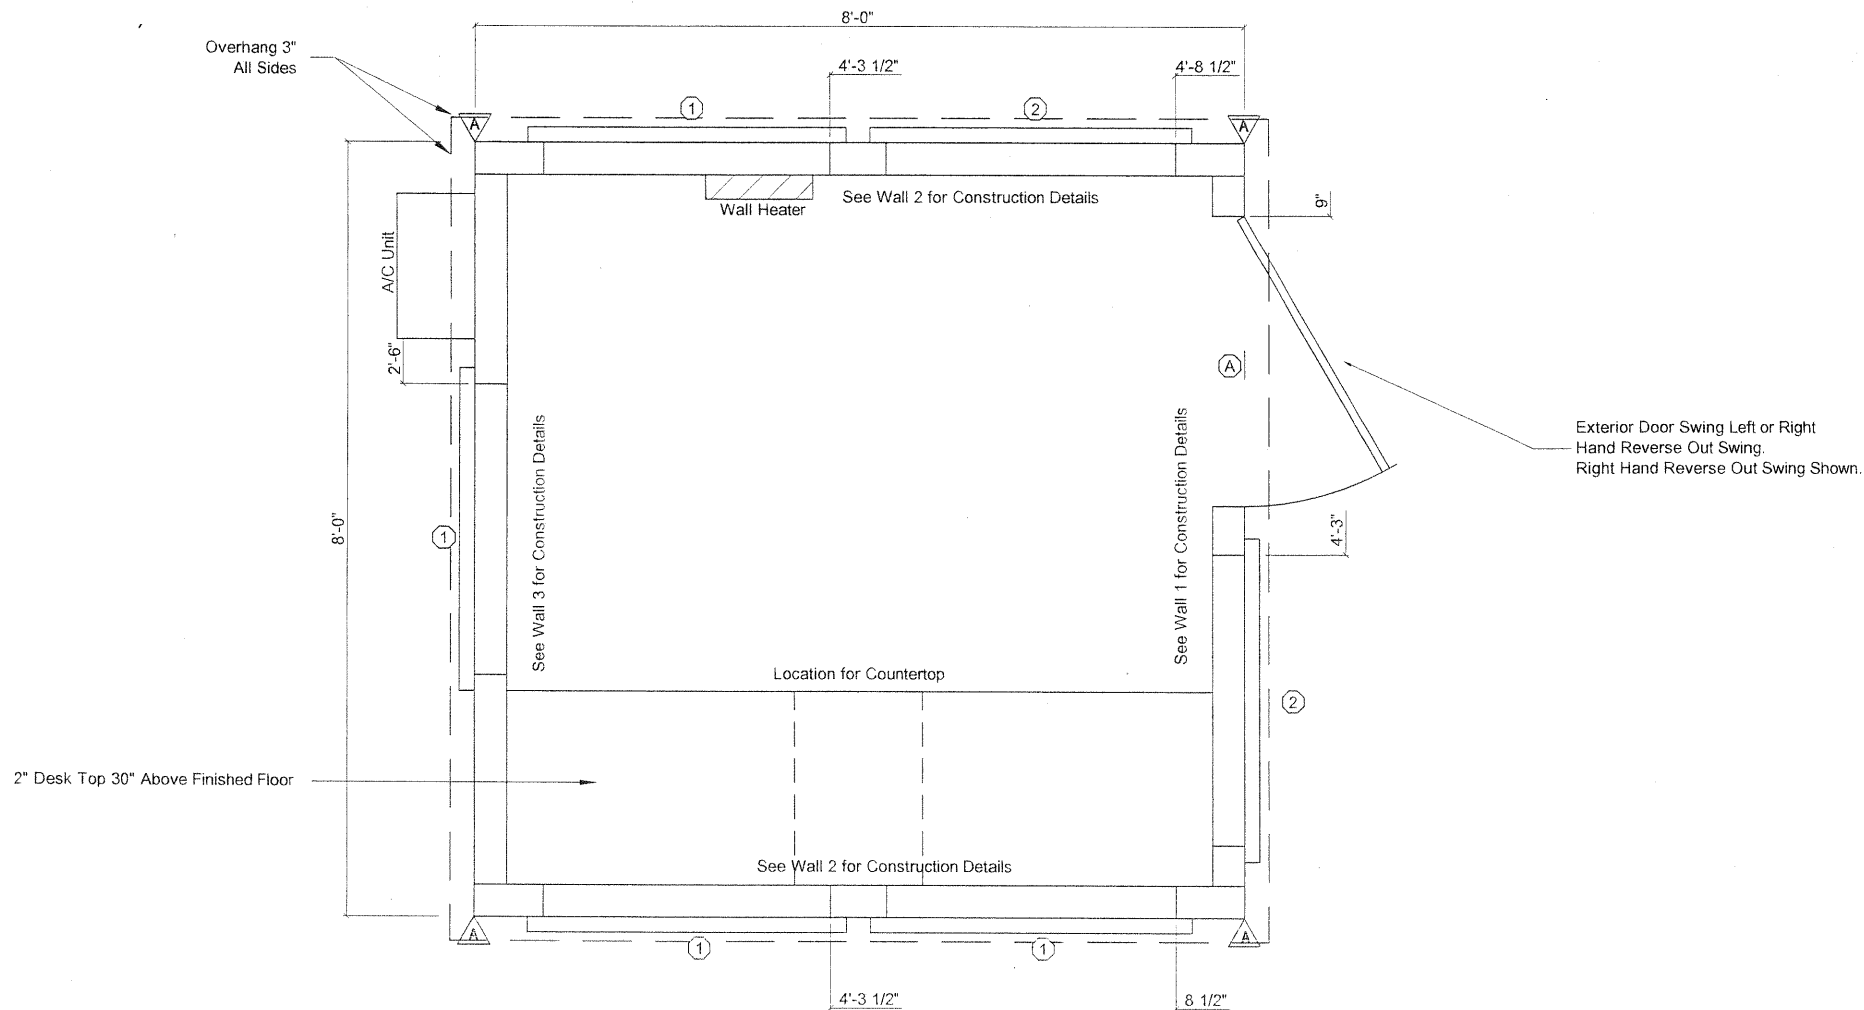 8'-0"
Overhang 3"
All Sides
4'-3 1/2"
4'-8 1/2"
1
2
A
A
9"
See Wall 2 for Construction Details
Wall Heater
A/C Unit
2'-6"
A
Exterior Door Swing Left or Right
Hand Reverse Out Swing.
Right Hand Reverse Out Swing Shown.
8'-0"
1
See Wall 3 for Construction Details
See Wall 1 for Construction Details
4'-3"
Location for Countertop
2
2" Desk Top 30" Above Finished Floor
See Wall 2 for Construction Details
A
A
1
1
4'-3 1/2"
8 1/2"